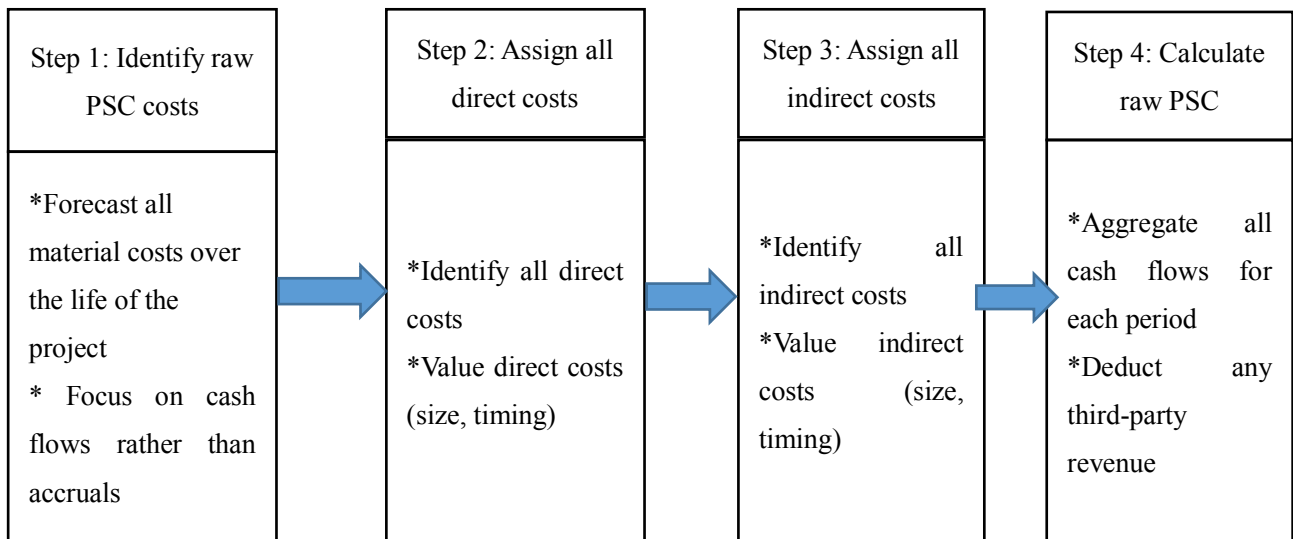 Step 1: Identify raw
PSC costs
*Forecast all
material costs over
the life of the
project
* Focus on cash
flows rather than
accruals
Step 2: Assign all
direct costs
*Identify all direct
costs
*Value direct costs
(size, timing)
Step 3: Assign all
indirect costs
*Identify all
indirect costs
*Value indirect
costs (size,
timing)
Step 4: Calculate
raw PSC
*Aggregate all
cash flows for
each period
*Deduct any
third-party
revenue